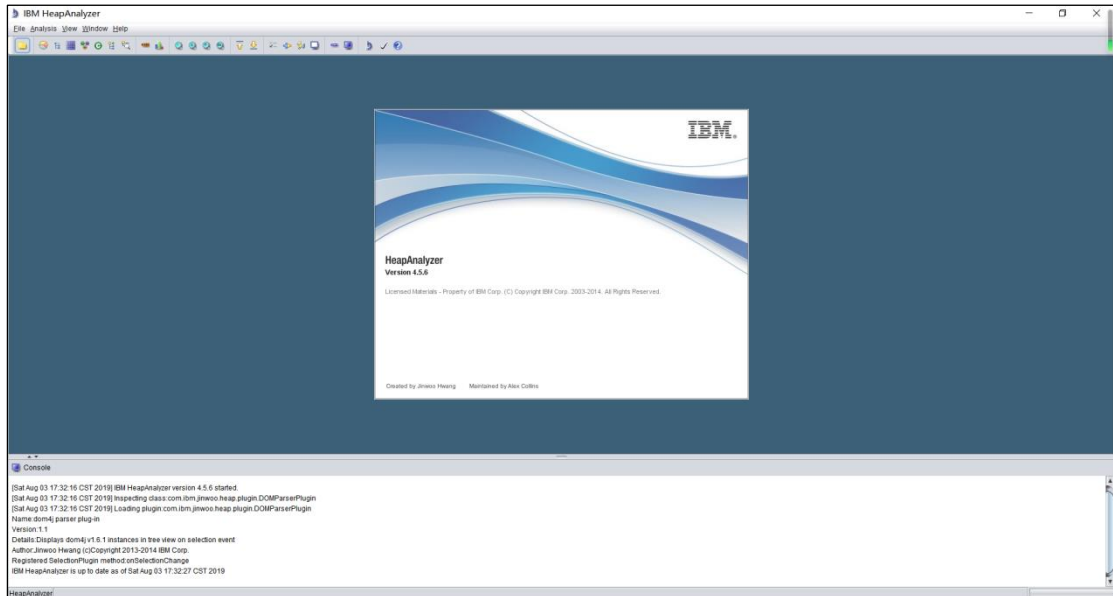 IBM HeapAnalyzer
File Analysis View Window Help
IBM.
HeapAnalyzer
Version 4.5.6
Licensed Materials - Property of IBM Corp. (C) Copyright IBM Corp. 2003-2014. All Rights Reserved.
Created by Jinwoo Hwang Maintained by Alex Collins
Console
[Sat Aug 03 17:32:16 CST 2019] IBM HeapAnalyzer version 4.5.6 started.
[Sat Aug 03 17:32:16 CST 2019] Inspecting class:com.ibm.jinwoo.heap.plugin.DOMParserPlugin
[Sat Aug 03 17:32:16 CST 2019] Loading plugin:com.ibm.jinwoo.heap.plugin.DOMParserPlugin
Name:dom4j parser plug-in
Version:1.1
Details:Displays dom4j v1.6.1 instances in tree view on selection event
Author:Jinwoo Hwang (c)Copyright 2013-2014 IBM Corp.
Registered SelectionPlugin method:onSelectionChange
IBM HeapAnalyzer is up to date as of Sat Aug 03 17:32:27 CST 2019
HeapAnalyzer